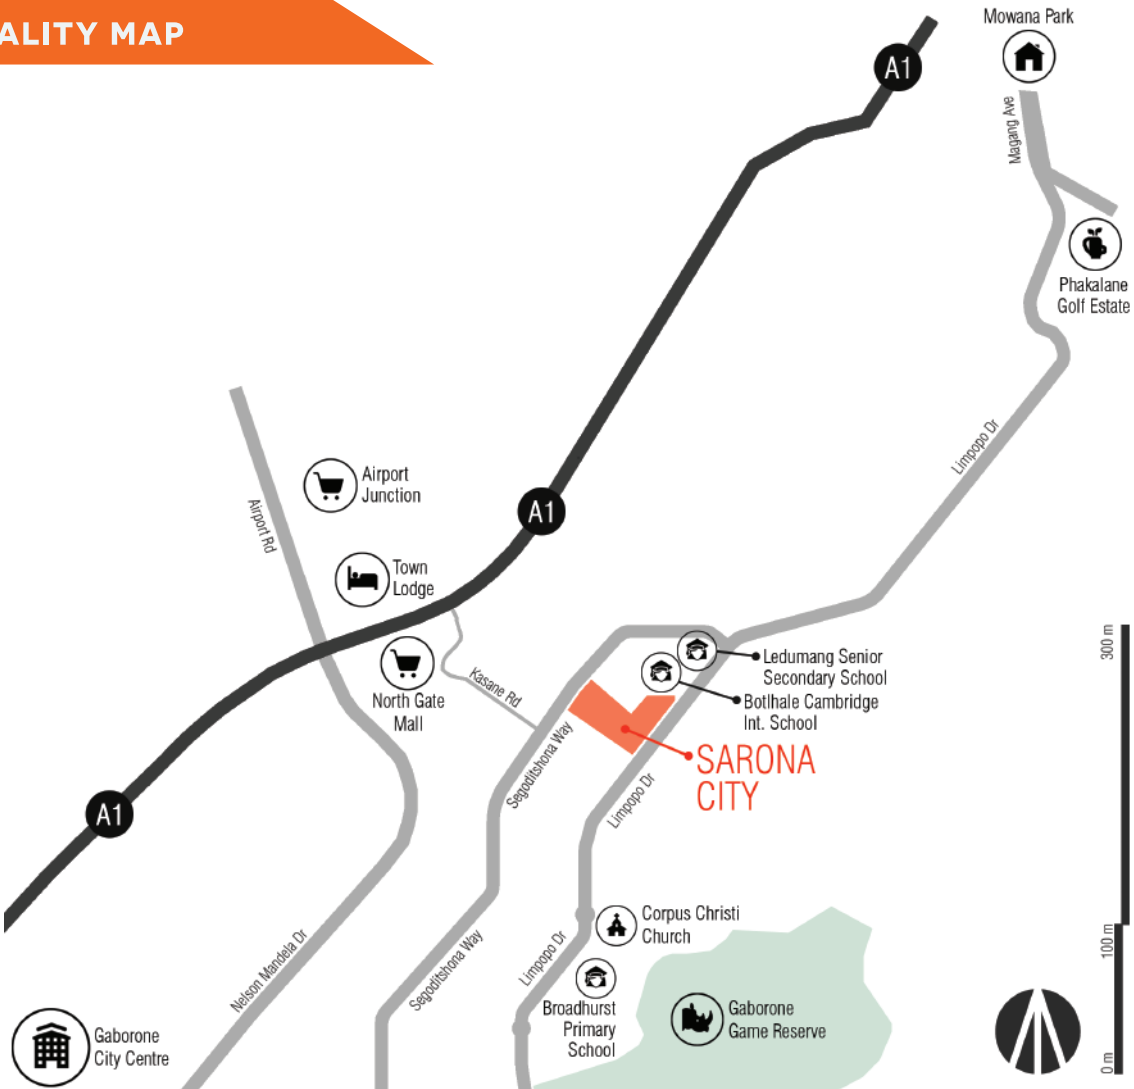 ALITY MAP
Mowana Park
A1
Magang Ave
Phakalane
Golf Estate
Limpopo Dr
Airport
Junction
Airport Rd
A1
Town
Lodge
North Gate
Mall
Kasane Rd
Ledumang Senior
Secondary School
Botlhale Cambridge
Int. School
300 m
Segoditshona Way
SARONA
CITY
Limpopo Dr
A1
Corpus Christi
Church
100 m
Nelson Mandela Dr
Segoditshona Way
Limpopo Dr
Broadhurst
Primary
School
Gaborone
Game Reserve
Gaborone
City Centre
0 m